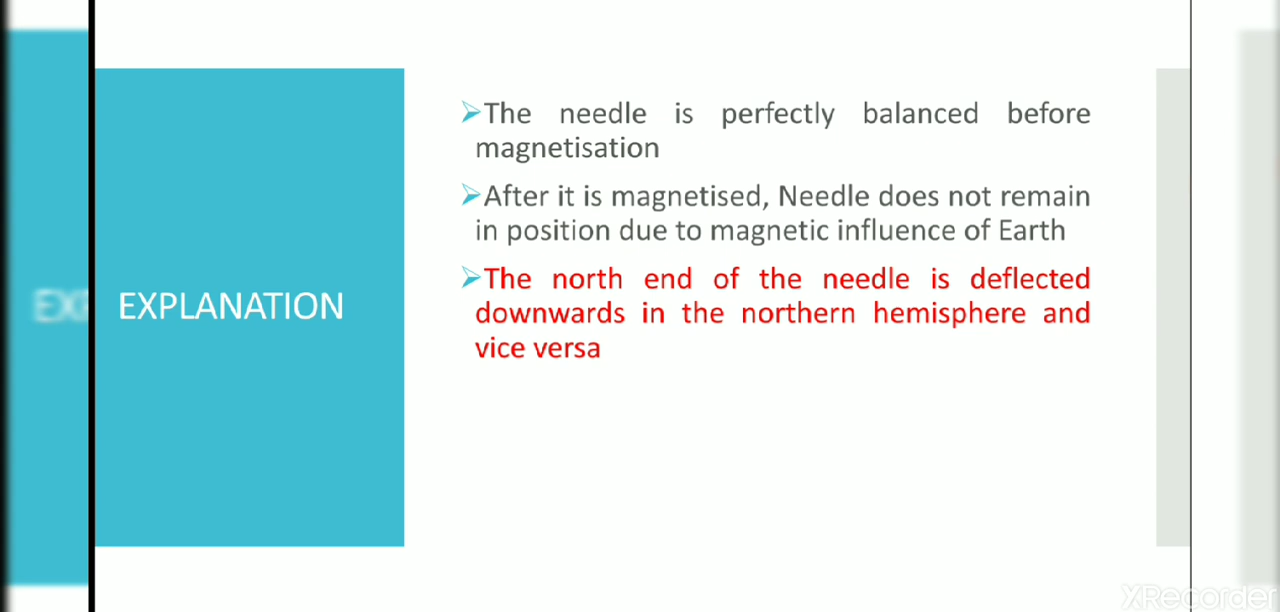 ➢The needle is perfectly balanced before
magnetisation
➢After it is magnetised, Needle does not remain
in position due to magnetic influence of Earth
EXP
EXPLANATION
➢The north end of the needle is deflected
downwards in the northern hemisphere and
vice versa
XRecorder